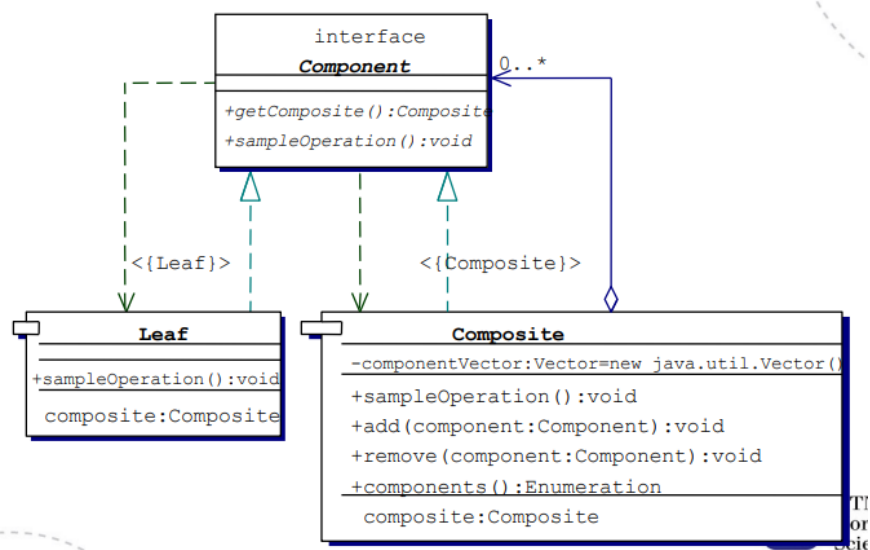 interface
Component
0..*
+getComposite():Composite
+sampleOperation():void
<{Leaf}>
<{Composite}>
Leaf
+sampleOperation():void
composite:Composite
Composite
-componentVector:Vector=new java.util.Vector()
+sampleOperation():void
+add(component:Component):void
+remove(component:Component):void
+components():Enumeration
composite:Composite